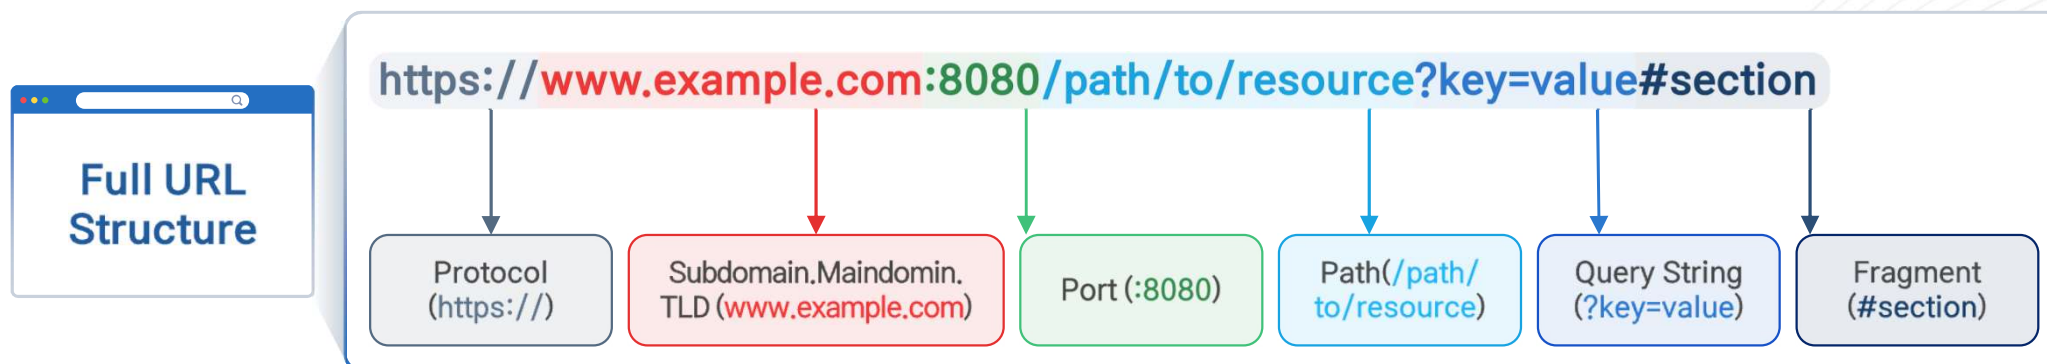 Full URL
Structure
https://www.example.com:8080/path/to/resource?key=value#section
Protocol
(https://)
Subdomain.Maindomin.
TLD (www.example.com)
Port (:8080)
Path(/path/
to/resource)
Query String
(?key=value)
Fragment
(#section)